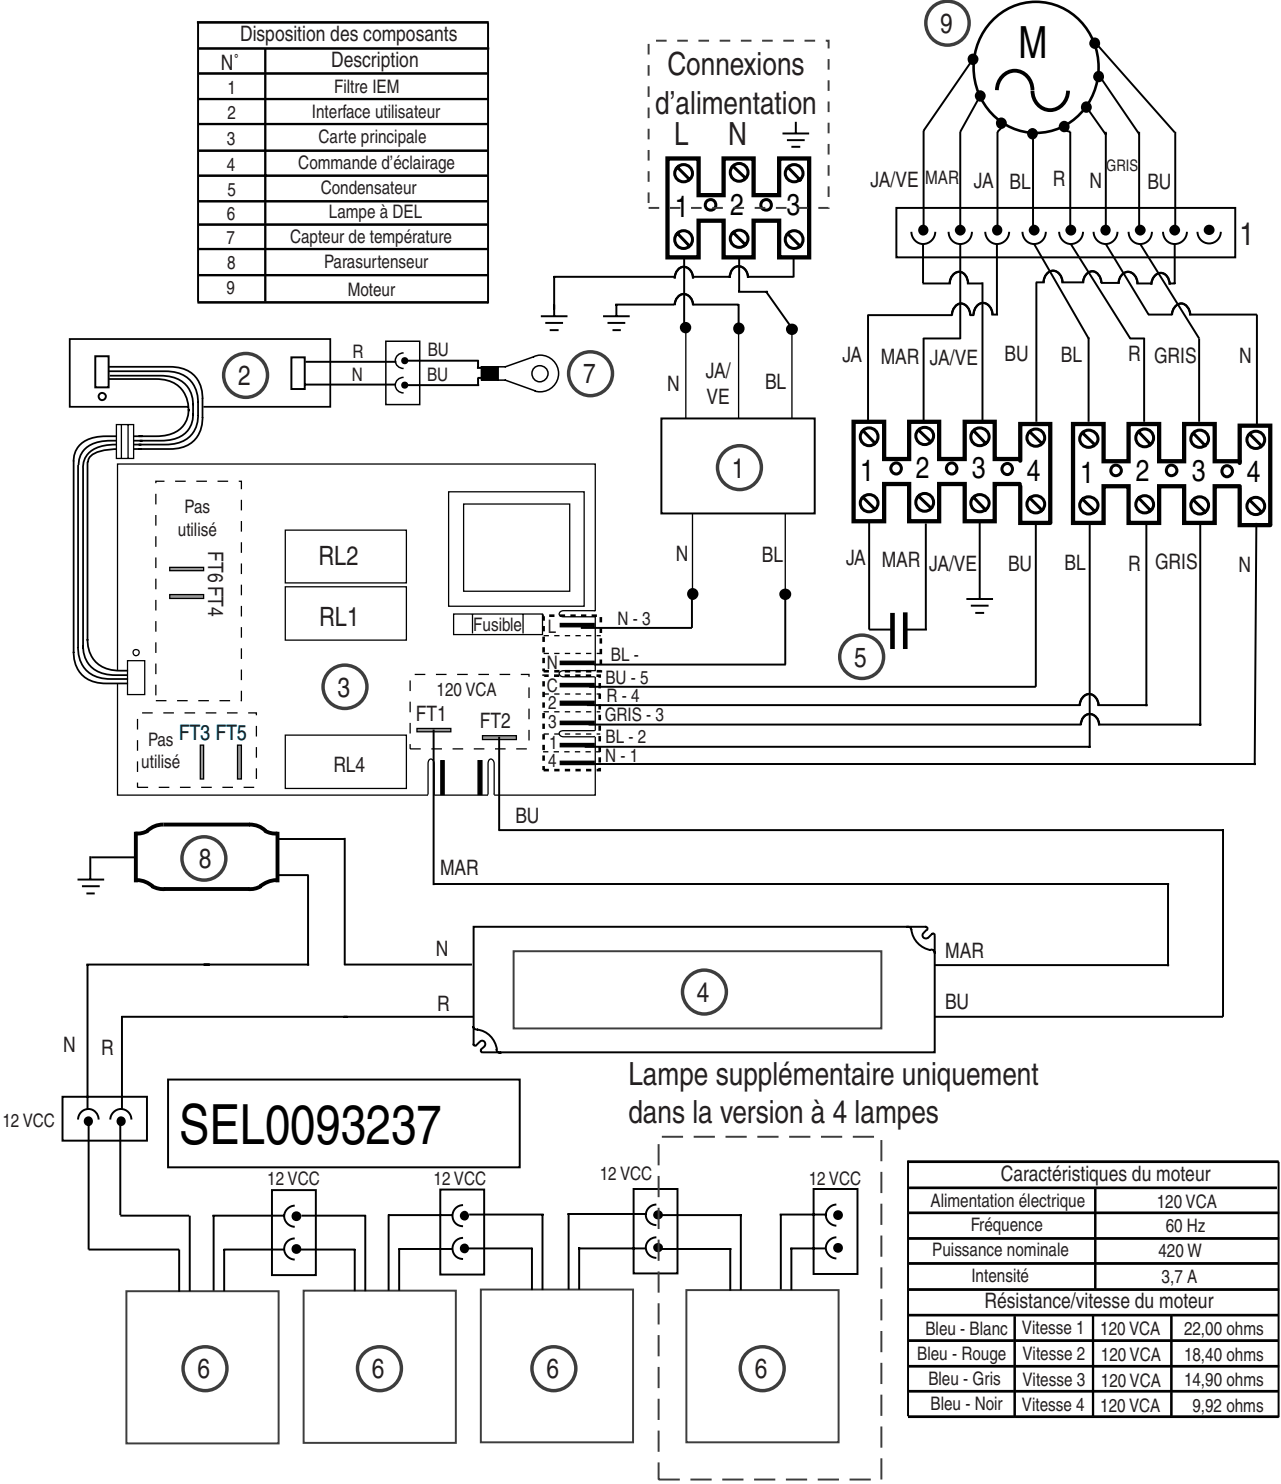 Disposition des composants
N° Description
1 Filtre IEM
2 Interface utilisateur
3 Carte principale
4 Commande d'éclairage
5 Condensateur
6 Lampe à DEL
7 Capteur de température
8 Parasurtenseur
9 Moteur
Connexions
d'alimentation
L N
1 2 3
9
M
JA/VE MAR JA BL R N GRIS BU
1
JA MAR JA/VE BU BL R GRIS N
1 2 3 4 1 2 3 4
JA MAR JA/VE BU BL R GRIS N
5
2
R BU
N BU
7
N JA/
VE
BL
1
N BL
Pas
utilisé
FT6 FT4
RL2
RL1
3
RL4
Fusible
120 VCA
FT1 FT2
Pas
utilisé
FT3 FT5
L N - 3
N BL -
C BU - 5
2 R - 4
3 GRIS - 3
1 BL - 2
4 N - 1
BU
MAR
8
N
R
4
MAR
BU
N R
12 VCC
SEL0093237
Lampe supplémentaire uniquement
dans la version à 4 lampes
12 VCC 12 VCC 12 VCC 12 VCC
6 6 6 6
Caractéristiques du moteur
Alimentation électrique 120 VCA
Fréquence 60 Hz
Puissance nominale 420 W
Intensité 3,7 A
Résistance/vitesse du moteur
Bleu - Blanc Vitesse 1 120 VCA 22,00 ohms
Bleu - Rouge Vitesse 2 120 VCA 18,40 ohms
Bleu - Gris Vitesse 3 120 VCA 14,90 ohms
Bleu - Noir Vitesse 4 120 VCA 9,92 ohms